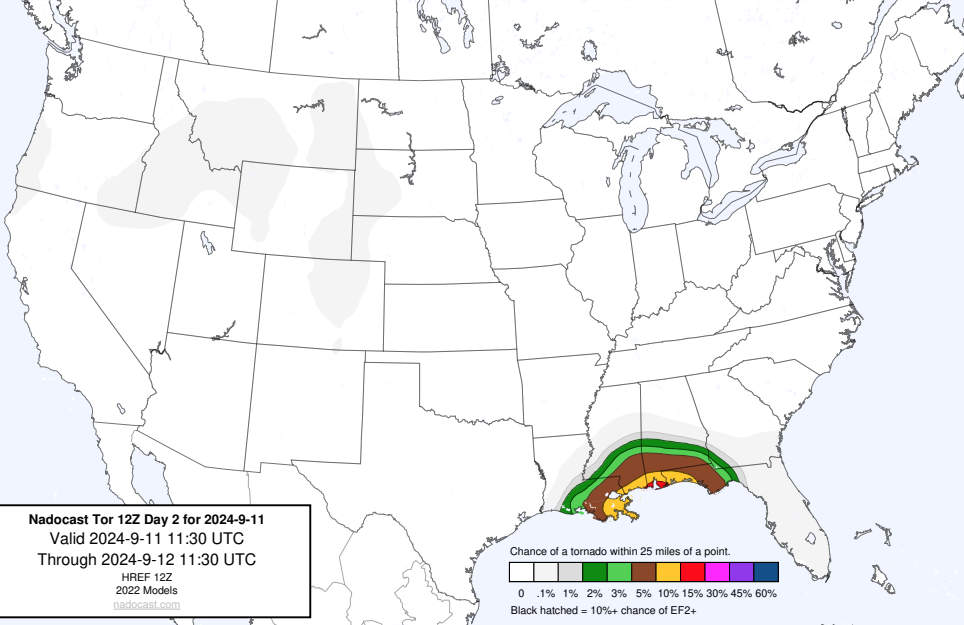 Nadocast Tor 12Z Day 2 for 2024-9-11
Valid 2024-9-11 11:30 UTC
Through 2024-9-12 11:30 UTC
HREF 12Z
2022 Models
nadocast.com
Chance of a tornado within 25 miles of a point.
0 .1% 1% 2% 3% 5% 10% 15% 30% 45% 60%
Black hatched = 10%+ chance of EF2+